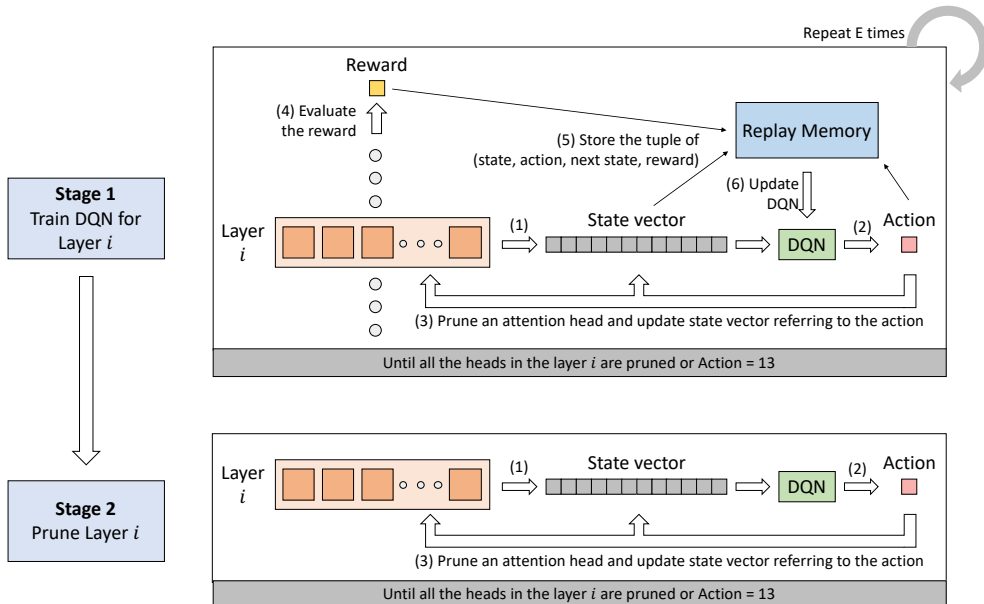 Repeat E times
Reward
(4) Evaluate
the reward
Replay Memory
(5) Store the tuple of
(state, action, next state, reward)
(6) Update
DQN
Stage 1
Train DQN for
Layer i
Layer
i
(1)
State vector
DQN
(2)
Action
(3) Prune an attention head and update state vector referring to the action
Until all the heads in the layer i are pruned or Action = 13
Stage 2
Prune Layer i
Layer
i
(1)
State vector
DQN
(2)
Action
(3) Prune an attention head and update state vector referring to the action
Until all the heads in the layer i are pruned or Action = 13